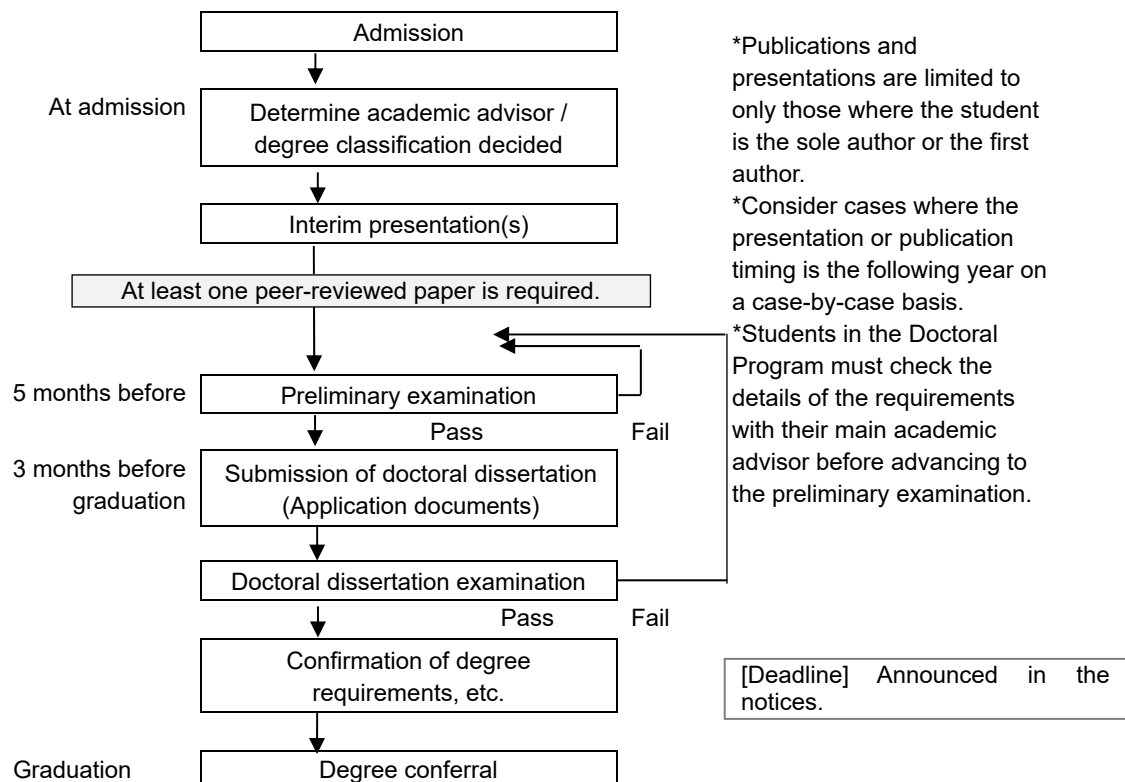 Admission
At admission
Determine academic advisor /
degree classification decided
Interim presentation(s)
At least one peer-reviewed paper is required.
5 months before
Preliminary examination
Pass
Fail
3 months before
graduation
Submission of doctoral dissertation
(Application documents)
Doctoral dissertation examination
Pass
Fail
Confirmation of degree
requirements, etc.
Graduation
Degree conferral
*Publications and
presentations are limited to
only those where the student
is the sole author or the first
author.
*Consider cases where the
presentation or publication
timing is the following year on
a case-by-case basis.
*Students in the Doctoral
Program must check the
details of the requirements
with their main academic
advisor before advancing to
the preliminary examination.
[Deadline] Announced in the
notices.